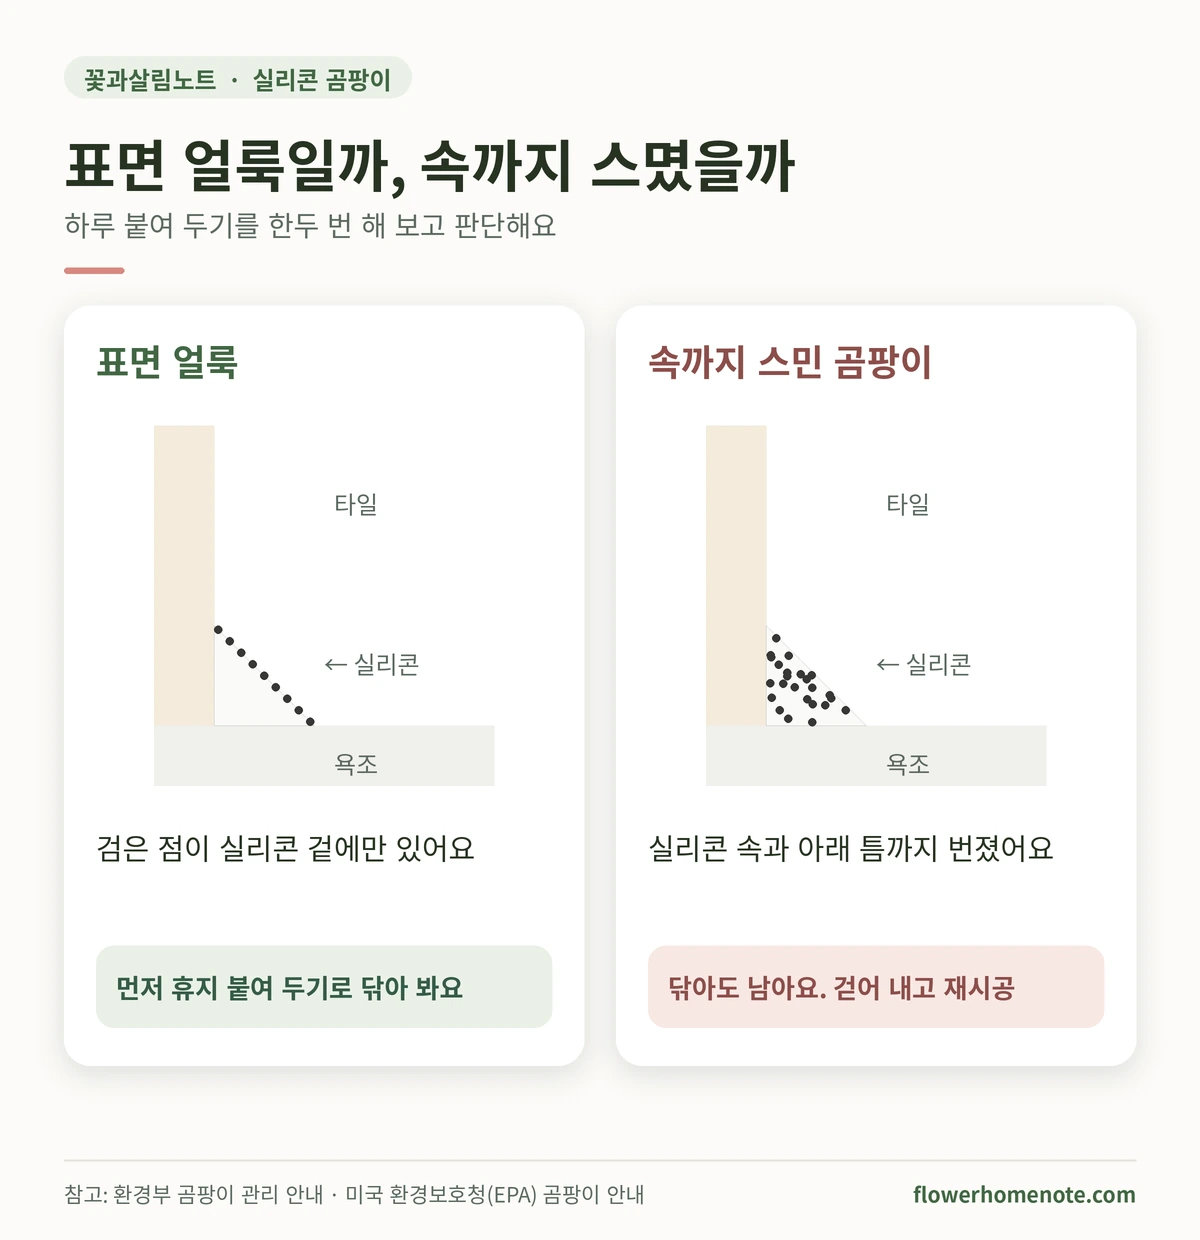 꽃과살림노트 · 실리콘 곰팡이
표면 얼룩일까, 속까지 스몄을까
하루 붙여 두기를 한두 번 해 보고 판단해요
표면 얼룩
타일
← 실리콘
욕조
검은 점이 실리콘 겉에만 있어요
먼저 휴지 붙여 두기로 닦아 봐요
속까지 스민 곰팡이
타일
← 실리콘
욕조
실리콘 속과 아래 틈까지 번졌어요
닦아도 남아요. 걷어 내고 재시공
참고: 환경부 곰팡이 관리 안내 · 미국 환경보호청(EPA) 곰팡이 안내
flowerhomenote.com